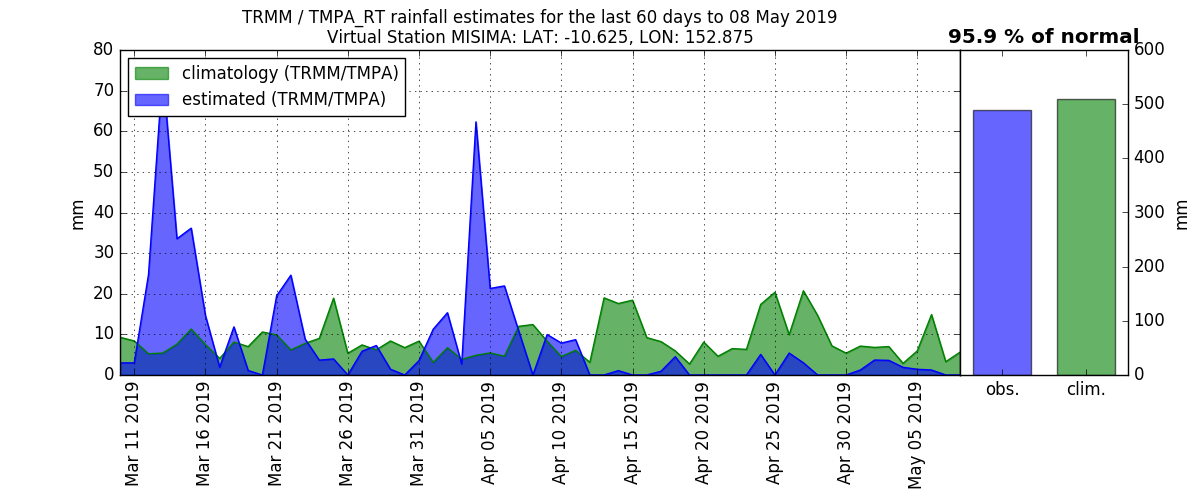 TRMM / TMPA_RT rainfall estimates for the last 60 days to 08 May 2019
Virtual Station MISIMA: LAT: -10.625, LON: 152.875
95.9 % of normal
climatology (TRMM/TMPA)
estimated (TRMM/TMPA)
80
70
60
50
40
30
20
10
0
mm
Mar 11 2019
Mar 16 2019
Mar 21 2019
Mar 26 2019
Mar 31 2019
Apr 05 2019
Apr 10 2019
Apr 15 2019
Apr 20 2019
Apr 25 2019
Apr 30 2019
May 05 2019
600
500
400
300
200
100
0
mm
obs.
clim.